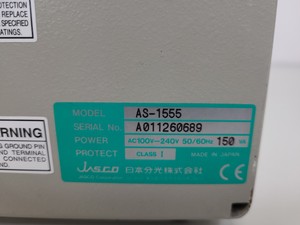 OTECTION
REPLACE
SPECIFIED
ATINGS.
RNING
GROUND PIN
ND TERMINAL
CONNECTED
ND.
MODEL AS-1555
SERIAL No. A011260689
POWER AC100V-240V 50/60Hz 150 VA
PROTECT CLASS I MADE IN JAPAN
JASCO 日本分光株式会社